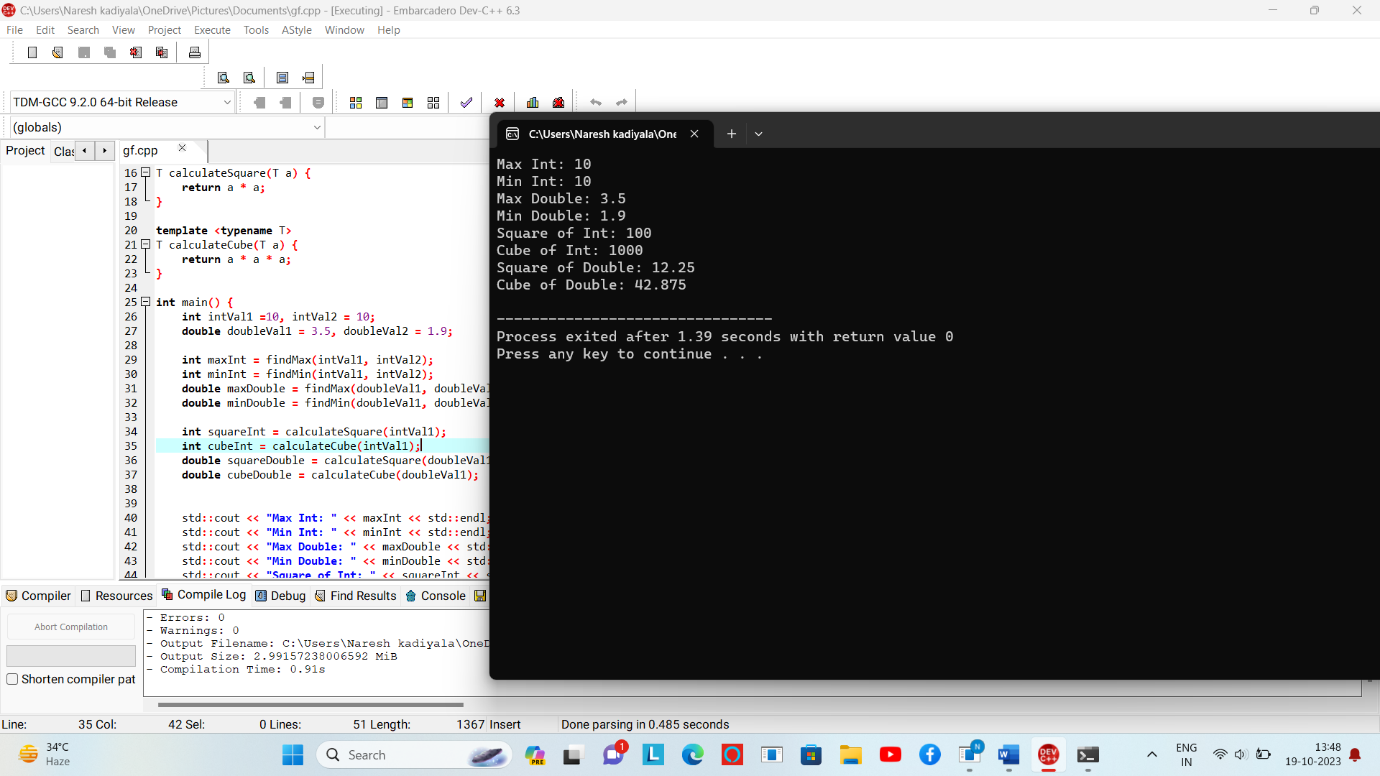 C:\Users\Naresh kadiyala\OneDrive\Pictures\Documents\gf.cpp - [Executing] - Embarcadero Dev-C++ 6.3
File Edit Search View Project Execute Tools AStyle Window Help
TDM-GCC 9.2.0 64-bit Release
(globals)
Project Clas
gf.cpp
16 T calculateSquare(T a) {
17 return a * a;
18 }
19
20 template <typename T>
21 T calculateCube(T a) {
22 return a * a * a;
23 }
24
25 int main() {
26 int intVal1 =10, intVal2 = 10;
27 double doubleVal1 = 3.5, doubleVal2 = 1.9;
28
29 int maxInt = findMax(intVal1, intVal2);
30 int minInt = findMin(intVal1, intVal2);
31 double maxDouble = findMax(doubleVal1, doubleVal
32 double minDouble = findMin(doubleVal1, doubleVal
33
34 int squareInt = calculateSquare(intVal1);
35 int cubeInt = calculateCube(intVal1);
36 double squareDouble = calculateSquare(doubleVal1
37 double cubeDouble = calculateCube(doubleVal1);
38
39
40 std::cout << "Max Int: " << maxInt << std::endl;
41 std::cout << "Min Int: " << minInt << std::endl;
42 std::cout << "Max Double: " << maxDouble << std:
43 std::cout << "Min Double: " << minDouble << std:
44 std::cout << "Square of Int: " << squareInt << s
C:\Users\Naresh kadiyala\One
Max Int: 10
Min Int: 10
Max Double: 3.5
Min Double: 1.9
Square of Int: 100
Cube of Int: 1000
Square of Double: 12.25
Cube of Double: 42.875
--------------------------------
Process exited after 1.39 seconds with return value 0
Press any key to continue . . .
Compiler Resources Compile Log Debug Find Results Console
Abort Compilation
Shorten compiler pat
- Errors: 0
- Warnings: 0
- Output Filename: C:\Users\Naresh kadiyala\OneD
- Output Size: 2.99157238006592 MiB
- Compilation Time: 0.91s
Line: 35 Col: 42 Sel: 0 Lines: 51 Length: 1367 Insert Done parsing in 0.485 seconds
34°C
Haze
Search
PRE
1
L
N
W
DEV
C++
ENG
IN
13:48
19-10-2023